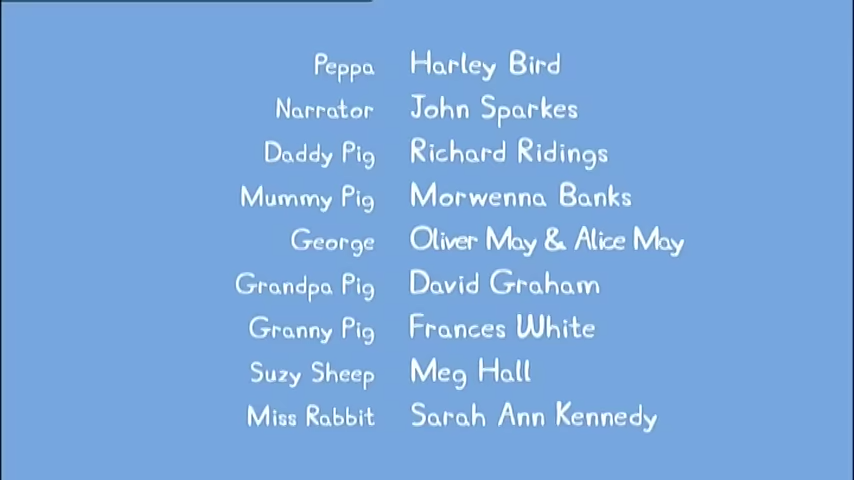 Peppa Harley Bird
Narrator John Sparkes
Daddy Pig Richard Ridings
Mummy Pig Morwenna Banks
George Oliver May & Alice May
Grandpa Pig David Graham
Granny Pig Frances White
Suzy Sheep Meg Hall
Miss Rabbit Sarah Ann Kennedy